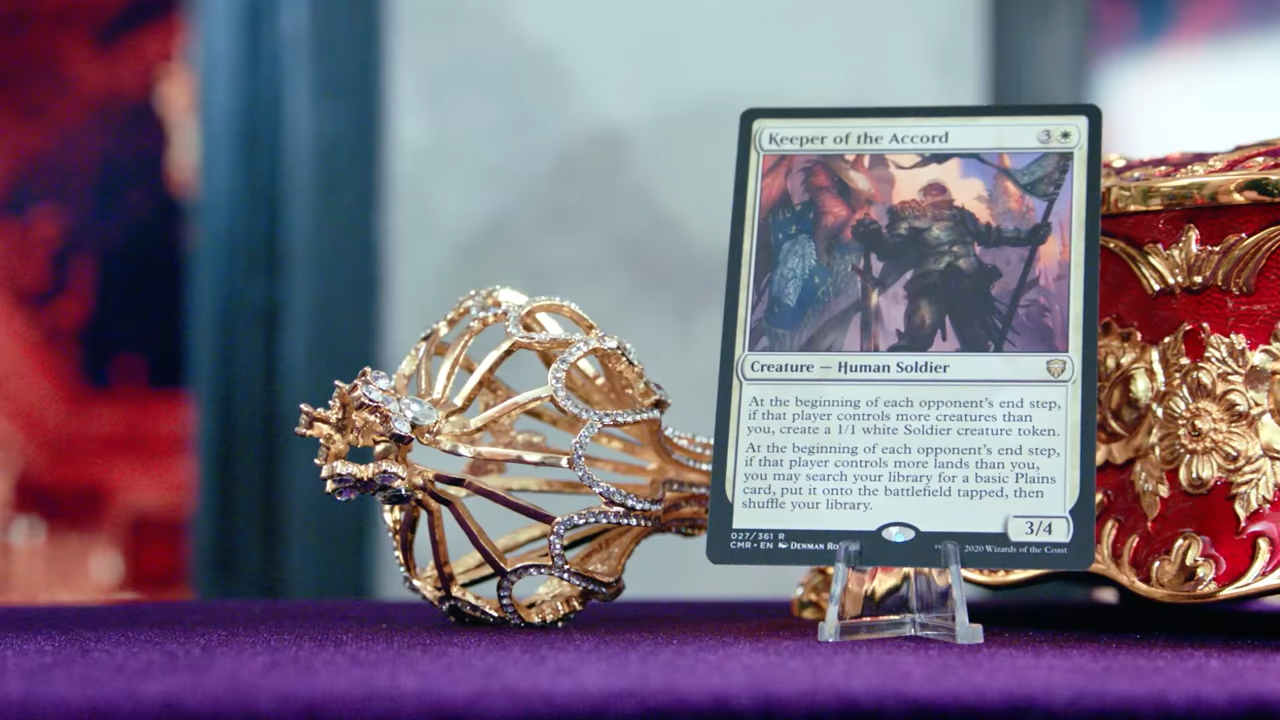 Keeper of the Accord 3
Creature — Human Soldier
At the beginning of each opponent's end step,
if that player controls more creatures than
you, create a 1/1 white Soldier creature token.
At the beginning of each opponent's end step,
if that player controls more lands than you,
you may search your library for a basic Plains
card, put it onto the battlefield tapped, then
shuffle your library.
3/4
027/361 R
CMR • EN DENMAN 2020 Wizards of the Coast